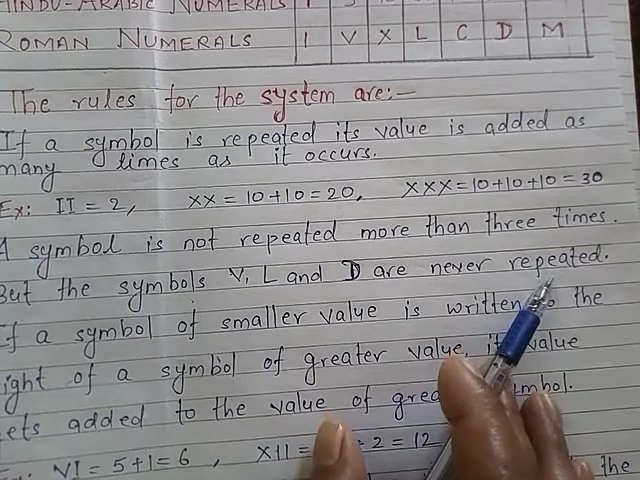 HINDU-ARABIC NUMERALS
ROMAN NUMERALS I V X L C D M
The rules for the system are:-
If a symbol is repeated its value is added as
many times as it occurs.
Ex: II = 2, XX = 10+10 = 20, XXX = 10+10+10 = 30
A symbol is not repeated more than three times.
But the symbols V, L and D are never repeated.
If a symbol of smaller value is written to the
right of a symbol of greater value, its value
gets added to the value of symbol.
VI = 5+1 = 6, XII = 2 = 12
the